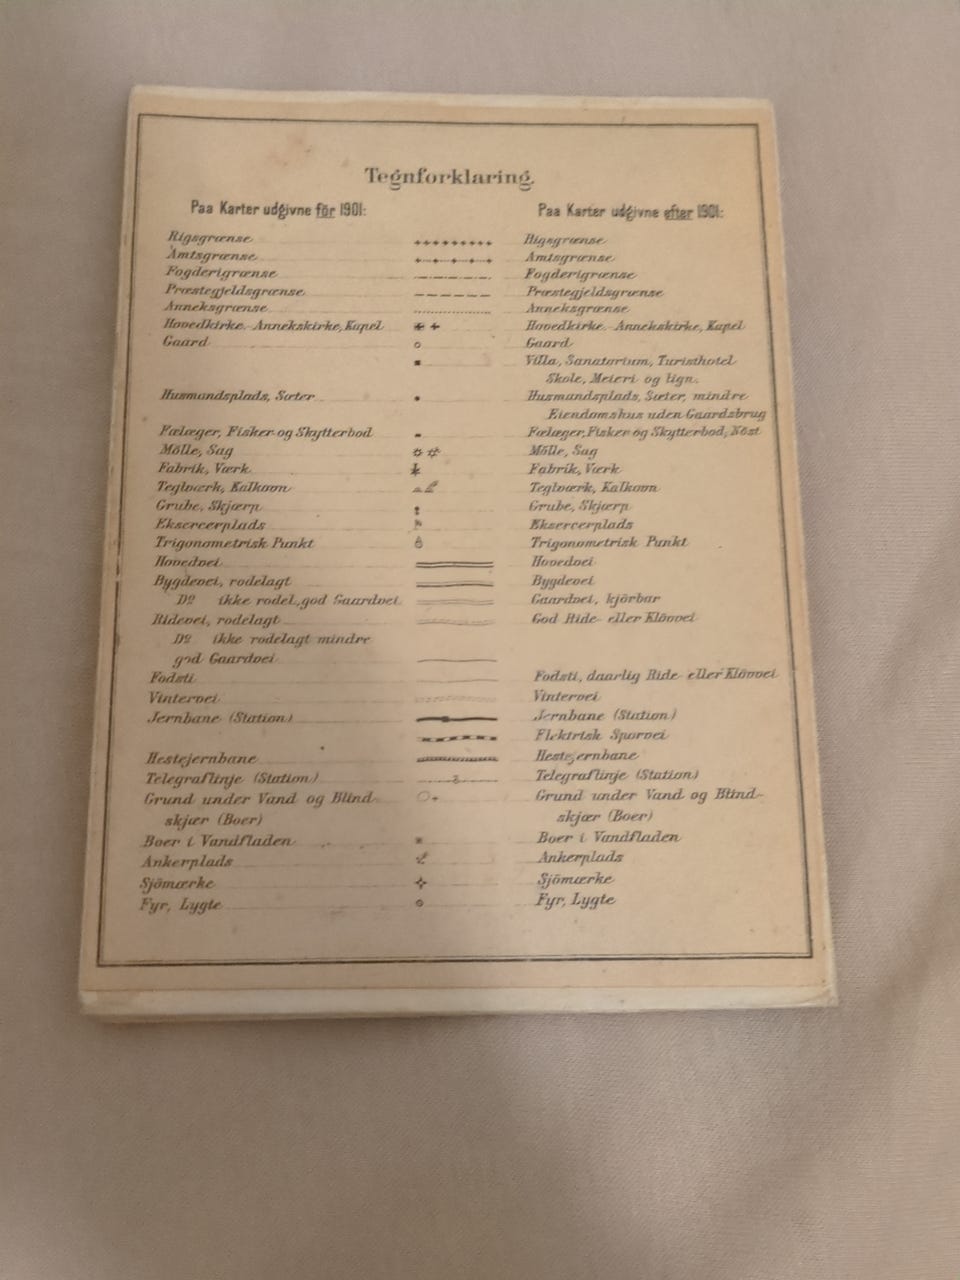 Tegnforklaring.
Paa Karter udgivne för 1901:
Paa Karter udgivne efter 1901:
Rigsgrænse
Rigsgrænse
Amtsgrænse
Amtsgrænse
Fogderigrænse
Fogderigrænse
Præstegjeldsgrænse
Præstegjeldsgrænse
Anneksgrænse
Anneksgrænse
Hovedkirke- Annekskirke, Kapel
Hovedkirke- Annekskirke, Kapel
Gaard
Gaard
Villa, Sanatorium, Turisthotel
Skole, Meieri og lign.
Husmandsplads, Sæter
Husmandsplads, Sæter, mindre
Eiendomshus uden Gaardsbrug
Fælæger, Fisker og Skytterbod
Fælæger, Fisker og Skytterbod, Nöst
Mölle, Sag
Mölle, Sag
Fabrik, Værk
Fabrik, Værk
Teglværk, Kalkovn
Teglværk, Kalkovn
Grube, Skjærp
Grube, Skjærp
Eksercerplads
Eksercerplads
Trigonometrisk Punkt
Trigonometrisk Punkt
Hovedvei
Hovedvei
Bygdevei, rodelagt
Bygdevei
Do ikke rodel., god Gaardvei
Gaardvei, kjörbar
Ridevei, rodelagt
God Ride- eller Klövvei
Do ikke rodelagt mindre
god Gaardvei
Fodsti
Fodsti, daarlig Ride- eller Klövvei
Vintervei
Vintervei
Jernbane (Station)
Jernbane (Station)
Elektrisk Sporvei
Hestejernbane
Hestejernbane
Telegraflinje (Station)
Telegraflinje (Station)
Grund under Vand og Blind-
skjær (Boer)
Grund under Vand og Blind-
skjær (Boer)
Boer i Vandfladen
Boer i Vandfladen
Ankerplads
Ankerplads
Sjömærke
Sjömærke
Fyr, Lygte
Fyr, Lygte